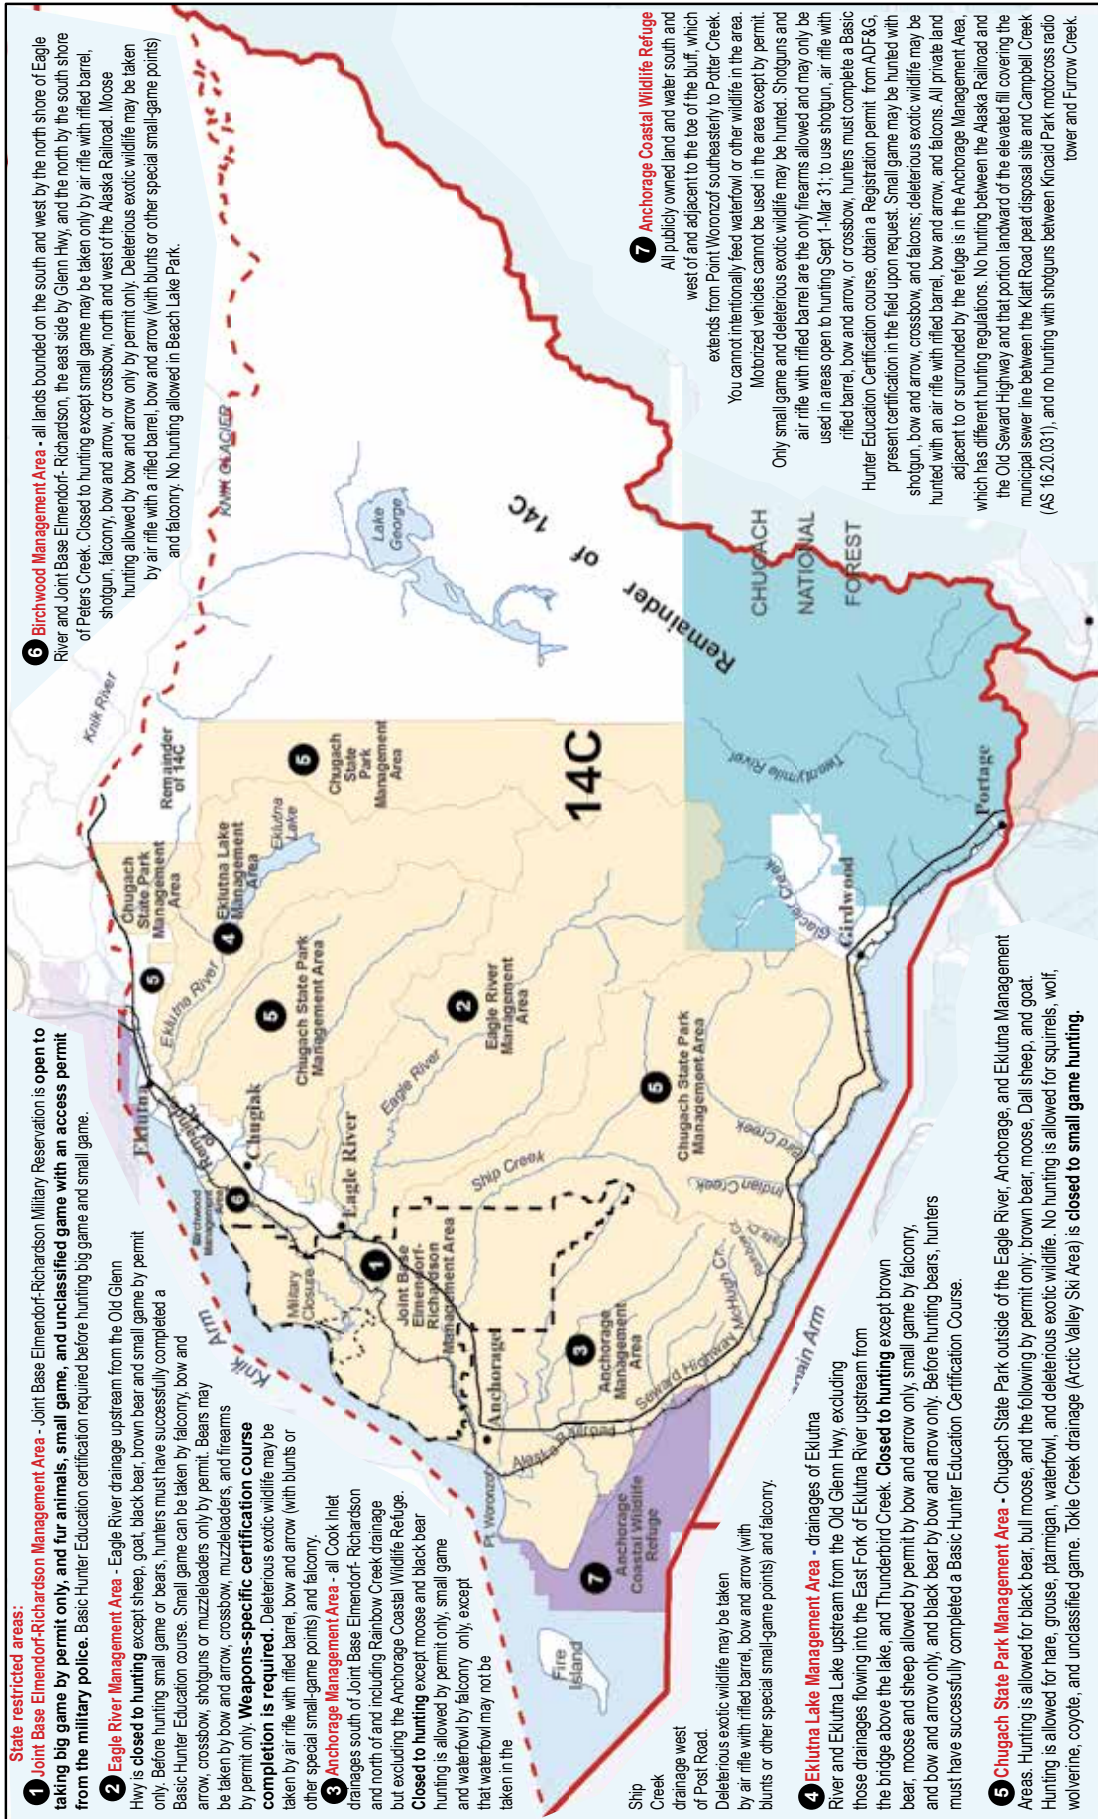 State restricted areas:
1 Joint Base Elmendorf-Richardson Management Area - Joint Base Elmendorf-Richardson Military Reservation is open to
taking big game by permit only, and fur animals, small game, and unclassified game with an access permit
from the military police. Basic Hunter Education certification required before hunting big game and small game.
2 Eagle River Management Area - Eagle River drainage upstream from the Old Glenn
Hwy is closed to hunting except sheep, goat, black bear, brown bear and small game by permit
only. Before hunting small game or bears, hunters must have successfully completed a
Basic Hunter Education course. Small game can be taken by falconry, bow and
arrow, crossbow, shotguns or muzzleloaders only by permit. Bears may
be taken by bow and arrow, crossbow, muzzleloaders, and firearms
by permit only. Weapons-specific certification course
completion is required. Deleterious exotic wildlife may be
taken by air rifle with rifled barrel, bow and arrow (with blunts or
other special small-game points) and falconry.
3 Anchorage Management Area - all Cook Inlet
drainages south of Joint Base Elmendorf- Richardson
and north of and including Rainbow Creek drainage
but excluding the Anchorage Coastal Wildlife Refuge.
Closed to hunting except moose and black bear
hunting is allowed by permit only, small game
and waterfowl by falconry only, except
that waterfowl may not be
taken in the
Ship
Creek
drainage west
of Post Road.
Deleterious exotic wildlife may be taken
by air rifle with rifled barrel, bow and arrow (with
blunts or other special small-game points) and falconry.
4 Eklutna Lake Management Area - drainages of Eklutna
River and Eklutna Lake upstream from the Old Glenn Hwy, excluding
those drainages flowing into the East Fork of Eklutna River upstream from
the bridge above the lake, and Thunderbird Creek. Closed to hunting except brown
bear, moose and sheep allowed by permit by bow and arrow only, small game by falconry,
and bow and arrow only, and black bear by bow and arrow only. Before hunting bears, hunters
must have successfully completed a Basic Hunter Education Certification Course.
5 Chugach State Park Management Area - Chugach State Park outside of the Eagle River, Anchorage, and Eklutna Management
Areas. Hunting is allowed for black bear, bull moose, and the following by permit only: brown bear, moose, Dall sheep, and goat.
Hunting is allowed for hare, grouse, ptarmigan, waterfowl, and deleterious exotic wildlife. No hunting is allowed for squirrels, wolf,
wolverine, coyote, and unclassified game. Tokle Creek drainage (Arctic Valley Ski Area) is closed to small game hunting.
6 Birchwood Management Area - all lands bounded on the south and west by the north shore of Eagle
River and Joint Base Elmendorf- Richardson, the east side by Glenn Hwy, and the north by the south shore
of Peters Creek. Closed to hunting except small game may be taken only by air rifle with rifled barrel,
shotgun, falconry, bow and arrow, or crossbow, north and west of the Alaska Railroad. Moose
hunting allowed by bow and arrow only by permit only. Deleterious exotic wildlife may be taken
by air rifle with a rifled barrel, bow and arrow (with blunts or other special small-game points)
and falconry. No hunting allowed in Beach Lake Park.
7 Anchorage Coastal Wildlife Refuge
All publicly owned land and water south and
west of and adjacent to the toe of the bluff, which
extends from Point Woronzof southeasterly to Potter Creek.
You cannot intentionally feed waterfowl or other wildlife in the area.
Motorized vehicles cannot be used in the area except by permit.
Only small game and deleterious exotic wildlife may be hunted. Shotguns and
air rifle with rifled barrel are the only firearms allowed and may only be
used in areas open to hunting Sept 1-Mar 31; to use shotgun, air rifle with
rifled barrel, bow and arrow, or crossbow, hunters must complete a Basic
Hunter Education Certification course, obtain a Registration permit from ADF&G,
present certification in the field upon request. Small game may be hunted with
shotgun, bow and arrow, crossbow, and falcons; deleterious exotic wildlife may be
hunted with an air rifle with rifled barrel, bow and arrow, and falcons. All private land
adjacent to or surrounded by the refuge is in the Anchorage Management Area,
which has different hunting regulations. No hunting between the Alaska Railroad and
the Old Seward Highway and that portion landward of the elevated fill covering the
municipal sewer line between the Klatt Road peat disposal site and Campbell Creek
(AS 16.20.031), and no hunting with shotguns between Kincaid Park motocross radio
tower and Furrow Creek.
Knik River
KNIK GLACIER
Lake
George
Remainder
of 14C
Remainder of 14C
14C
CHUGACH
NATIONAL
FOREST
Chugach
State Park
Management
Area
5
Eklutna
Eklutna River
4
Eklutna Lake
Management
Area
Eklutna
Lake
5
Chugach
State
Park
Management
Area
Remainder
of 14C
Chugiak
Birchwood
Management
Area
6
5
Chugach State Park
Management Area
Eagle River
Eagle River
2
Eagle River
Management
Area
Knik Arm
Military
Closure
1
Joint Base
Elmendorf-
Richardson
Management Area
Ship Creek
5
Chugach State Park
Management Area
Anchorage
Pt. Woronzof
Alaska Railroad
3
Anchorage
Management
Area
Seward Highway
McHugh Cr.
Rainbow Cr.
Falls Cr.
Indian Creek
Bird Creek
7
Anchorage
Coastal Wildlife
Refuge
Fire
Island
Arm
Girdwood
Glacier Creek
Twentymile River
Portage